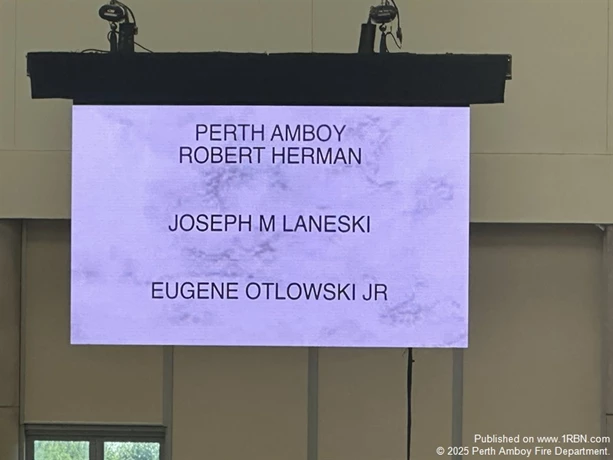 PERTH AMBOY
ROBERT HERMAN
JOSEPH M LANESKI
EUGENE OTLOWSKI JR
Published on www.1RBN.com
© 2025 Perth Amboy Fire Department